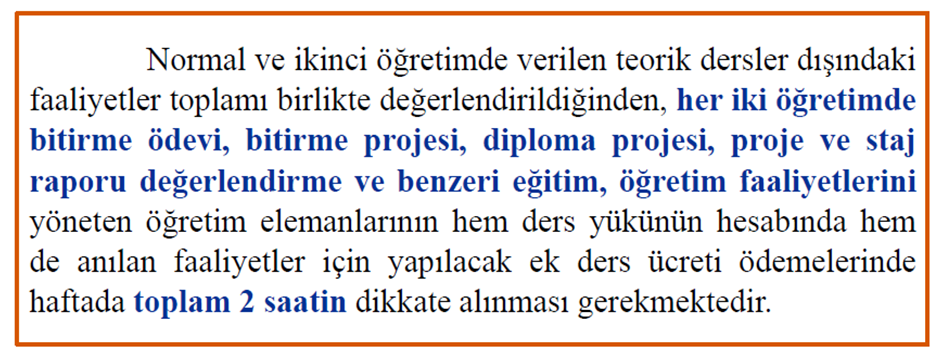 Normal ve ikinci öğretimde verilen teorik dersler dışındaki
faaliyetler toplamı birlikte değerlendirildiğinden, her iki öğretimde
bitirme ödevi, bitirme projesi, diploma projesi, proje ve staj
raporu değerlendirme ve benzeri eğitim, öğretim faaliyetlerini
yöneten öğretim elemanlarının hem ders yükünün hesabında hem
de anılan faaliyetler için yapılacak ek ders ücreti ödemelerinde
haftada toplam 2 saatin dikkate alınması gerekmektedir.